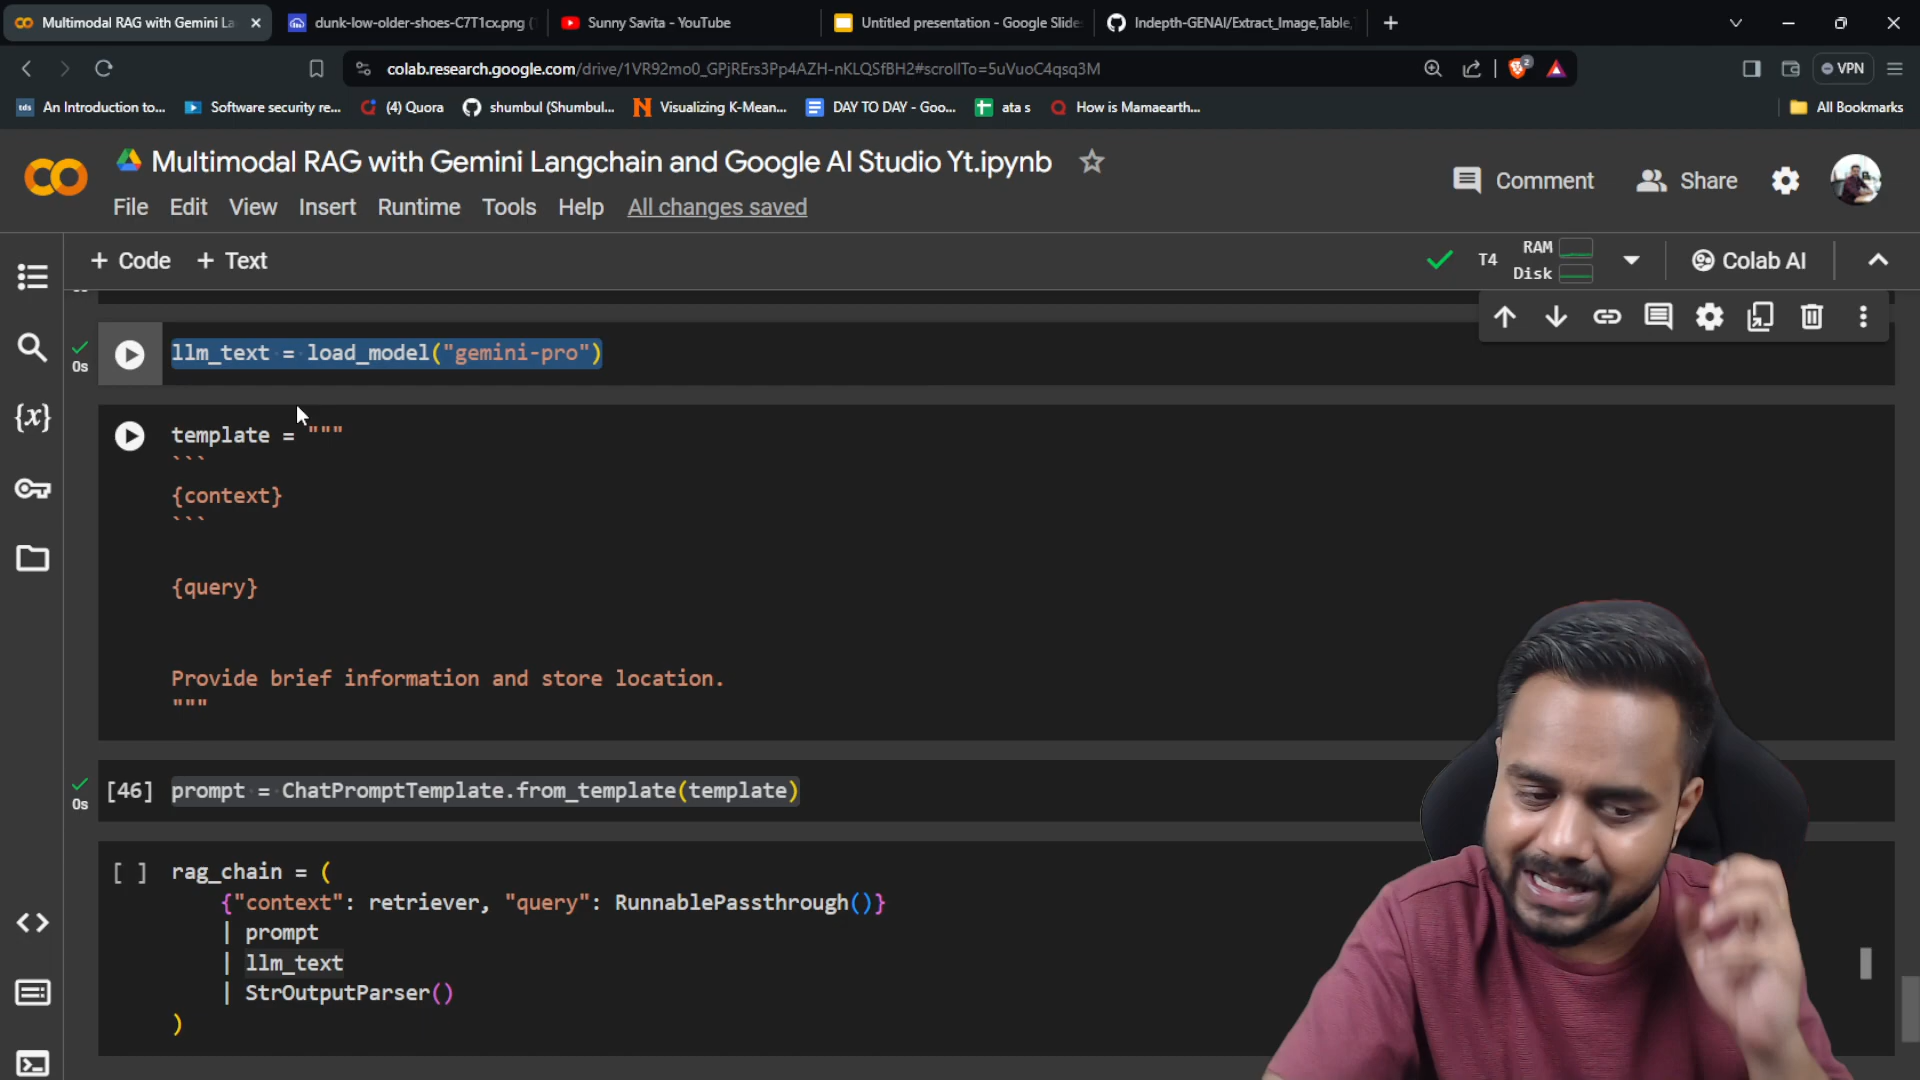 Multimodal RAG with Gemini La
dunk-low-older-shoes-C7T1cx.png (
Sunny Savita - YouTube
Untitled presentation - Google Slide
Indepth-GENAI/Extract_Image,Table,
colab.research.google.com/drive/1VR92mo0_GPjRErs3Pp4AZH-nKLQSfBH2#scrollTo=5uVuoC4qsq3M
2
VPN
tds An Introduction to...
Software security re...
(4) Quora
shumbul (Shumbul...
Visualizing K-Mean...
DAY TO DAY - Goo...
ata s
How is Mamaearth...
All Bookmarks
Multimodal RAG with Gemini Langchain and Google AI Studio Yt.ipynb
Comment
Share
File Edit View Insert Runtime Tools Help All changes saved
+ Code + Text
T4
RAM
Disk
Colab AI
{x}
0s
llm_text = load_model("gemini-pro")
template = """
```
{context}
```
{query}
Provide brief information and store location.
"""
0s
[46] prompt = ChatPromptTemplate.from_template(template)
[ ] rag_chain = (
{"context": retriever, "query": RunnablePassthrough()}
| prompt
| llm_text
| StrOutputParser()
)